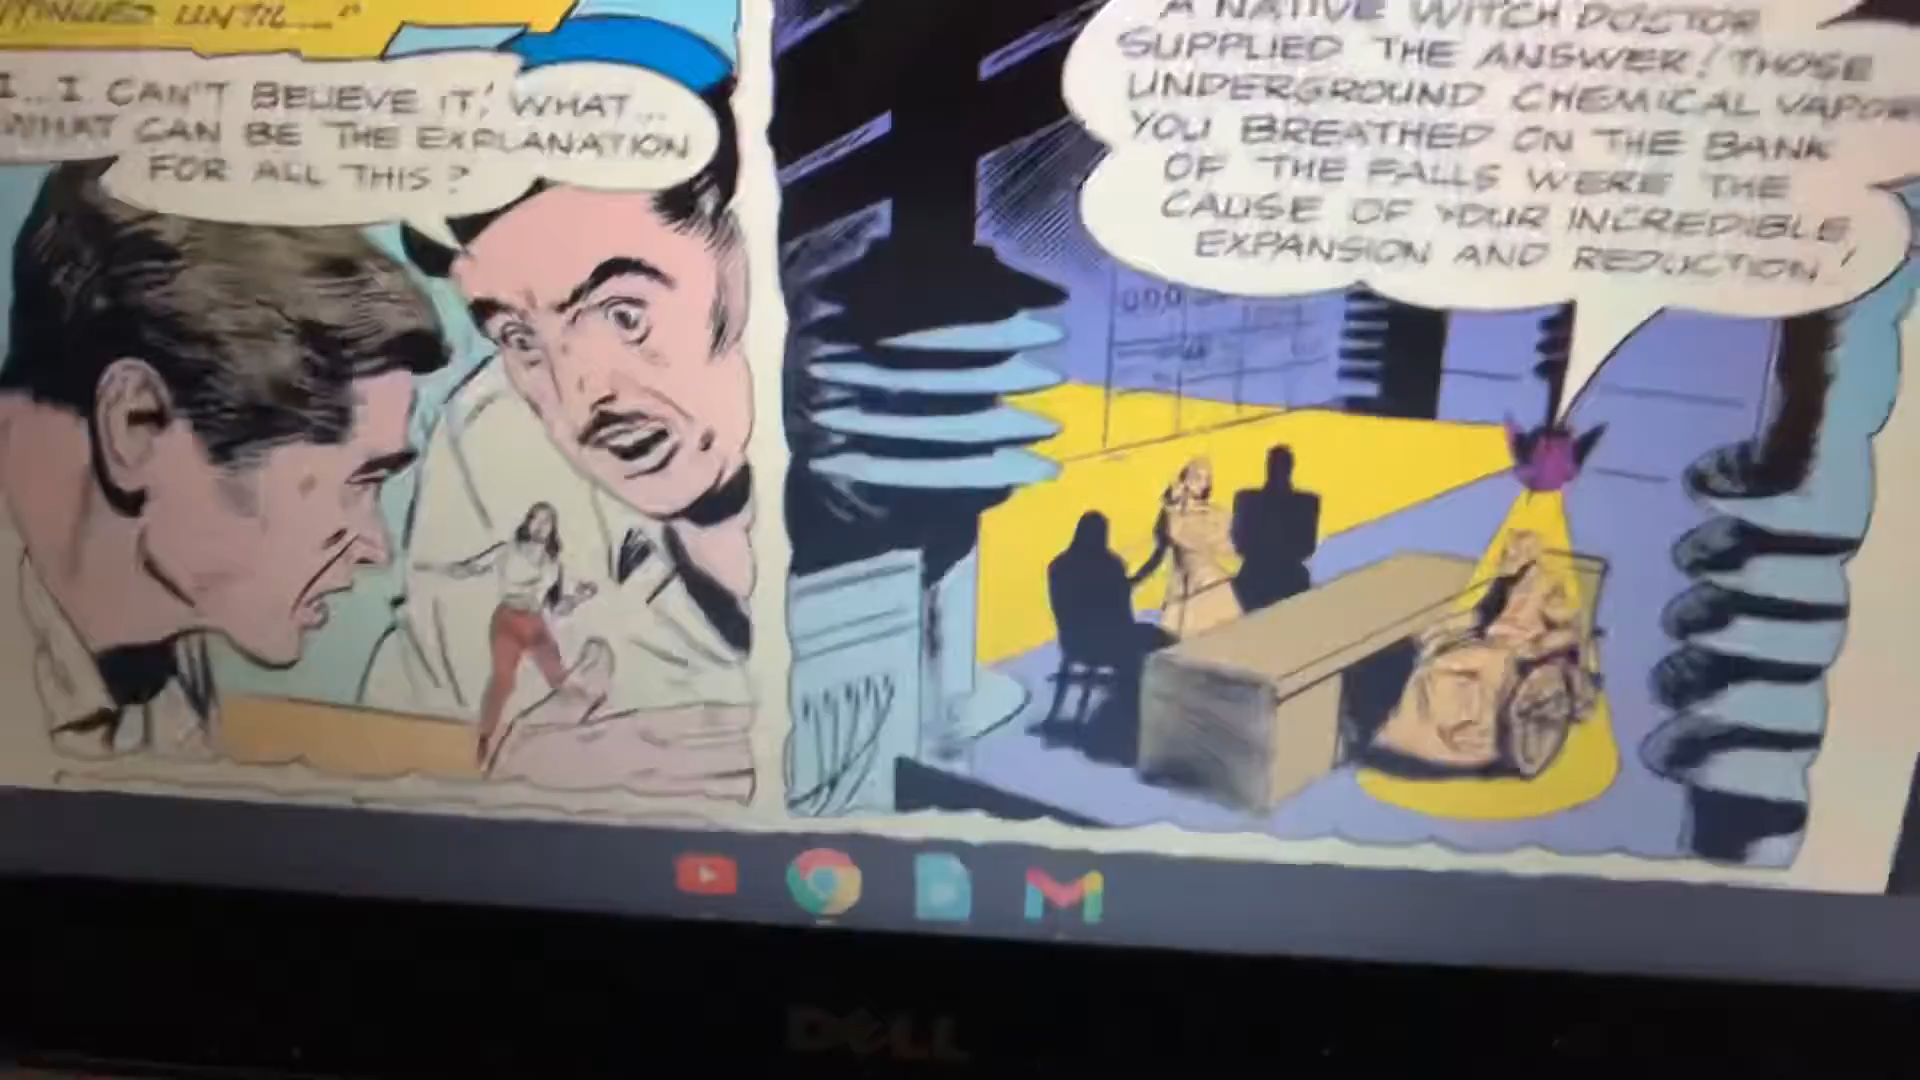 UNTIL..."
I...I CAN'T BELIEVE IT! WHAT...
WHAT CAN BE THE EXPLANATION
FOR ALL THIS?
A NATIVE WITCH DOCTOR
SUPPLIED THE ANSWER! THOSE
UNDERGROUND CHEMICAL VAPORS
YOU BREATHED ON THE BANK
OF THE FALLS WERE THE
CAUSE OF YOUR INCREDIBLE
EXPANSION AND REDUCTION!
DELL